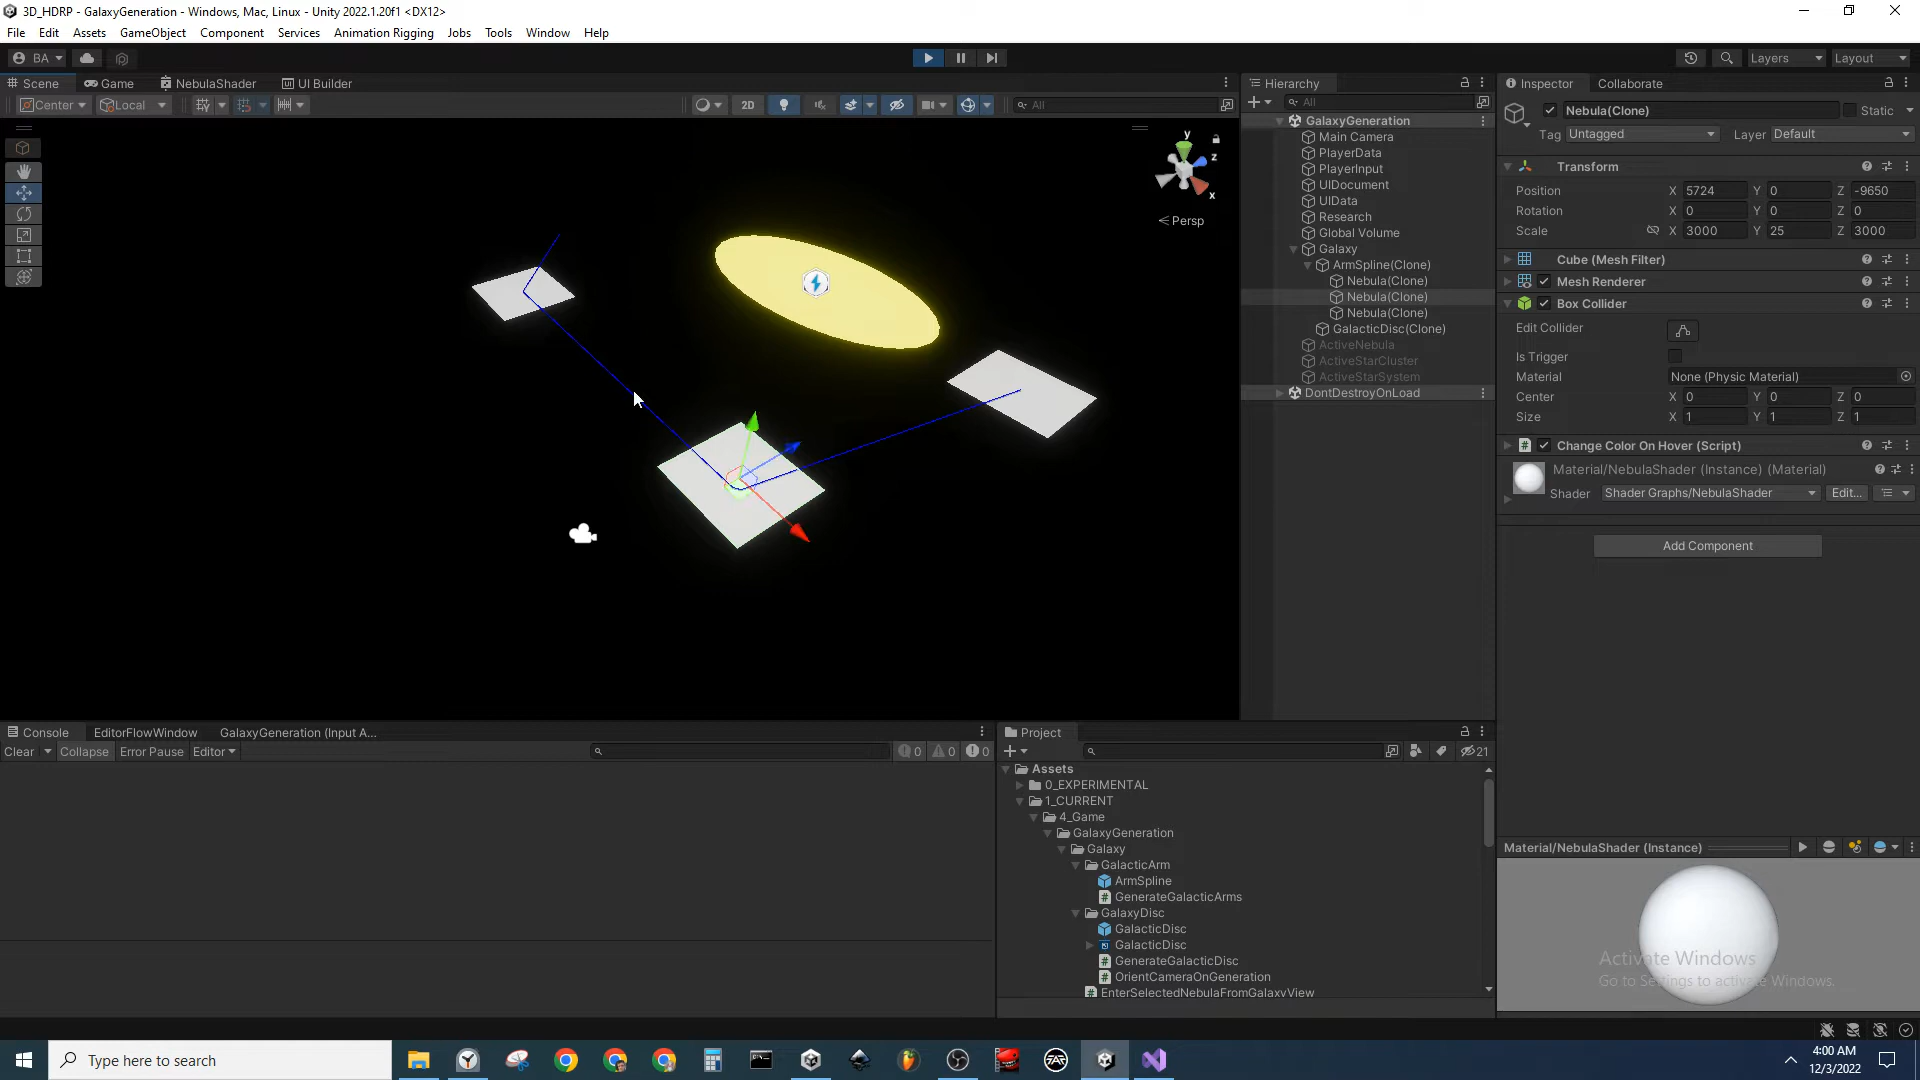 3D_HDRP - GalaxyGeneration - Windows, Mac, Linux - Unity 2022.1.20f1 <DX12>
File Edit Assets GameObject Component Services Animation Rigging Jobs Tools Window Help
BA
Layers
Layout
Scene
Game
NebulaShader
UI Builder
Center
Local
2D
All
y
z
x
< Persp
Hierarchy
All
GalaxyGeneration
Main Camera
PlayerData
PlayerInput
UIDocument
UIData
Research
Global Volume
Galaxy
ArmSpline(Clone)
Nebula(Clone)
Nebula(Clone)
Nebula(Clone)
GalacticDisc(Clone)
ActiveNebula
ActiveStarCluster
ActiveStarSystem
DontDestroyOnLoad
Inspector
Collaborate
Nebula(Clone)
Static
Tag Untagged
Layer Default
Transform
Position X 5724 Y 0 Z -9650
Rotation X 0 Y 0 Z 0
Scale X 3000 Y 25 Z 3000
Cube (Mesh Filter)
Mesh Renderer
Box Collider
Edit Collider
Is Trigger
Material None (Physic Material)
Center X 0 Y 0 Z 0
Size X 1 Y 1 Z 1
Change Color On Hover (Script)
Material/NebulaShader (Instance) (Material)
Shader Shader Graphs/NebulaShader Edit...
Add Component
Material/NebulaShader (Instance)
Activate Windows
Go to Settings to activate Windows.
Console
EditorFlowWindow
GalaxyGeneration (Input A...
Clear
Collapse
Error Pause
Editor
0
0
0
Project
21
Assets
0_EXPERIMENTAL
1_CURRENT
4_Game
GalaxyGeneration
Galaxy
GalacticArm
ArmSpline
GenerateGalacticArms
GalaxyDisc
GalacticDisc
GalacticDisc
GenerateGalacticDisc
OrientCameraOnGeneration
EnterSelectedNebulaFromGalaxyView
Type here to search
4:00 AM
12/3/2022